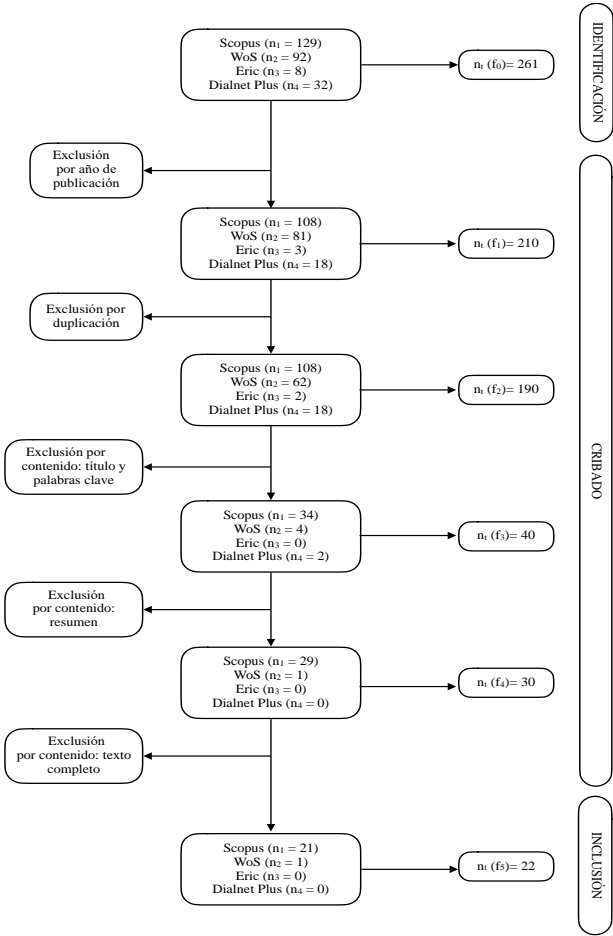 Scopus (n₁ = 129)
WoS (n₂ = 92)
Eric (n₃ = 8)
Dialnet Plus (n₄ = 32)
nₜ (f₀)= 261
IDENTIFICACIÓN
Exclusión
por año de
publicación
Scopus (n₁ = 108)
WoS (n₂ = 81)
Eric (n₃ = 3)
Dialnet Plus (n₄ = 18)
nₜ (f₁)= 210
Exclusión por
duplicación
Scopus (n₁ = 108)
WoS (n₂ = 62)
Eric (n₃ = 2)
Dialnet Plus (n₄ = 18)
nₜ (f₂)= 190
Exclusión por
contenido: título y
palabras clave
CRIBADO
Scopus (n₁ = 34)
WoS (n₂ = 4)
Eric (n₃ = 0)
Dialnet Plus (n₄ = 2)
nₜ (f₃)= 40
Exclusión
por contenido:
resumen
Scopus (n₁ = 29)
WoS (n₂ = 1)
Eric (n₃ = 0)
Dialnet Plus (n₄ = 0)
nₜ (f₄)= 30
Exclusión
por contenido: texto
completo
Scopus (n₁ = 21)
WoS (n₂ = 1)
Eric (n₃ = 0)
Dialnet Plus (n₄ = 0)
nₜ (f₅)= 22
INCLUSIÓN